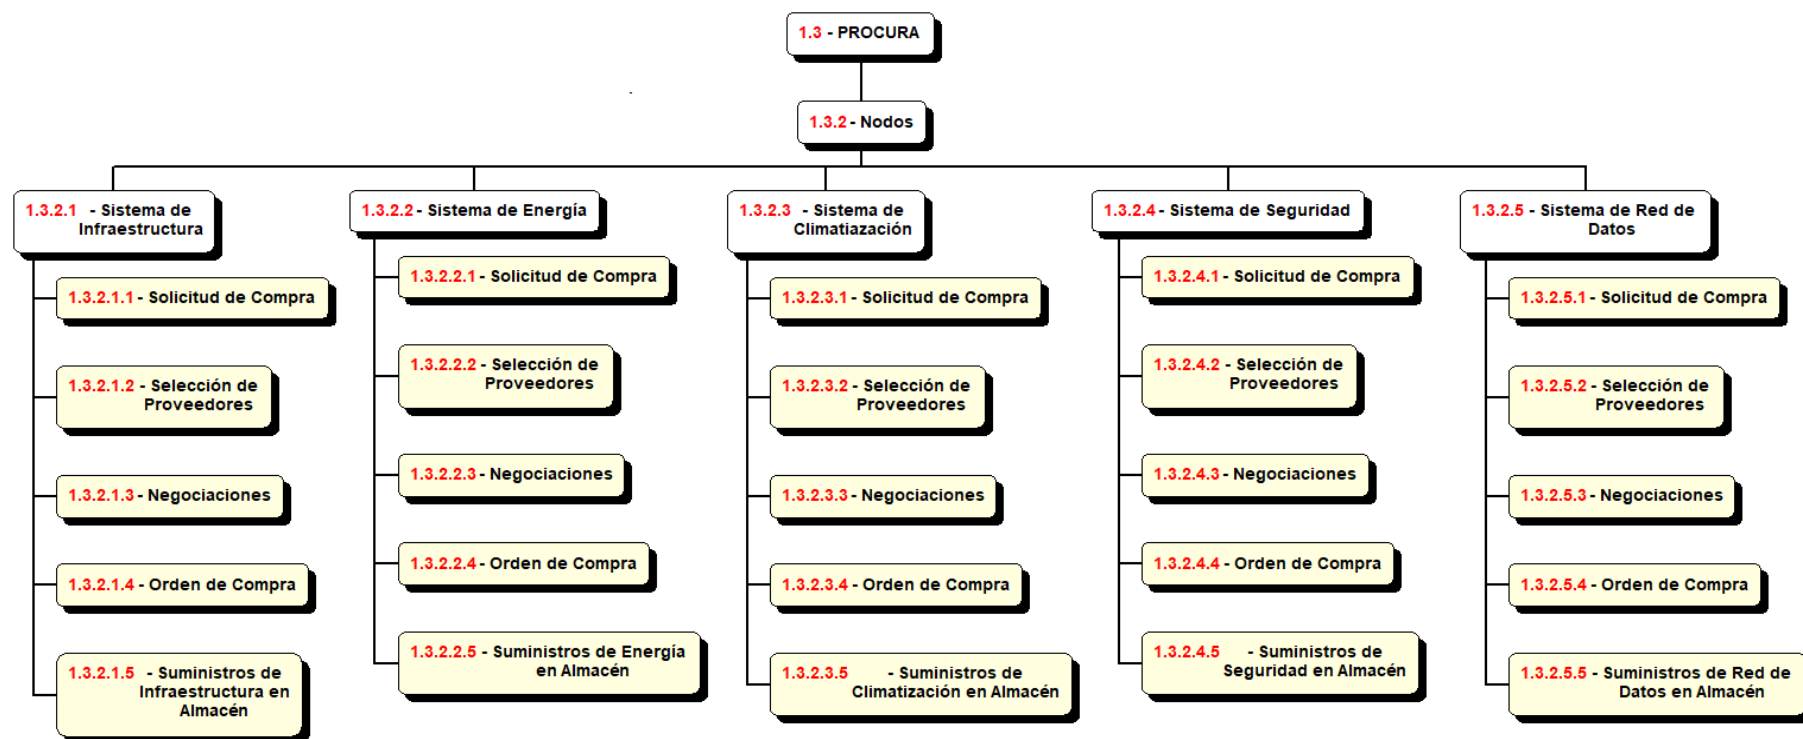 1.3 - PROCURA
1.3.2 - Nodos
1.3.2.1 - Sistema de
Infraestructura
1.3.2.1.1 - Solicitud de Compra
1.3.2.1.2 - Selección de
Proveedores
1.3.2.1.3 - Negociaciones
1.3.2.1.4 - Orden de Compra
1.3.2.1.5 - Suministros de
Infraestructura en
Almacén
1.3.2.2 - Sistema de Energía
1.3.2.2.1 - Solicitud de Compra
1.3.2.2.2 - Selección de
Proveedores
1.3.2.2.3 - Negociaciones
1.3.2.2.4 - Orden de Compra
1.3.2.2.5 - Suministros de Energía
en Almacén
1.3.2.3 - Sistema de
Climatiazación
1.3.2.3.1 - Solicitud de Compra
1.3.2.3.2 - Selección de
Proveedores
1.3.2.3.3 - Negociaciones
1.3.2.3.4 - Orden de Compra
1.3.2.3.5 - Suministros de
Climatización en Almacén
1.3.2.4 - Sistema de Seguridad
1.3.2.4.1 - Solicitud de Compra
1.3.2.4.2 - Selección de
Proveedores
1.3.2.4.3 - Negociaciones
1.3.2.4.4 - Orden de Compra
1.3.2.4.5 - Suministros de
Seguridad en Almacén
1.3.2.5 - Sistema de Red de
Datos
1.3.2.5.1 - Solicitud de Compra
1.3.2.5.2 - Selección de
Proveedores
1.3.2.5.3 - Negociaciones
1.3.2.5.4 - Orden de Compra
1.3.2.5.5 - Suministros de Red de
Datos en Almacén